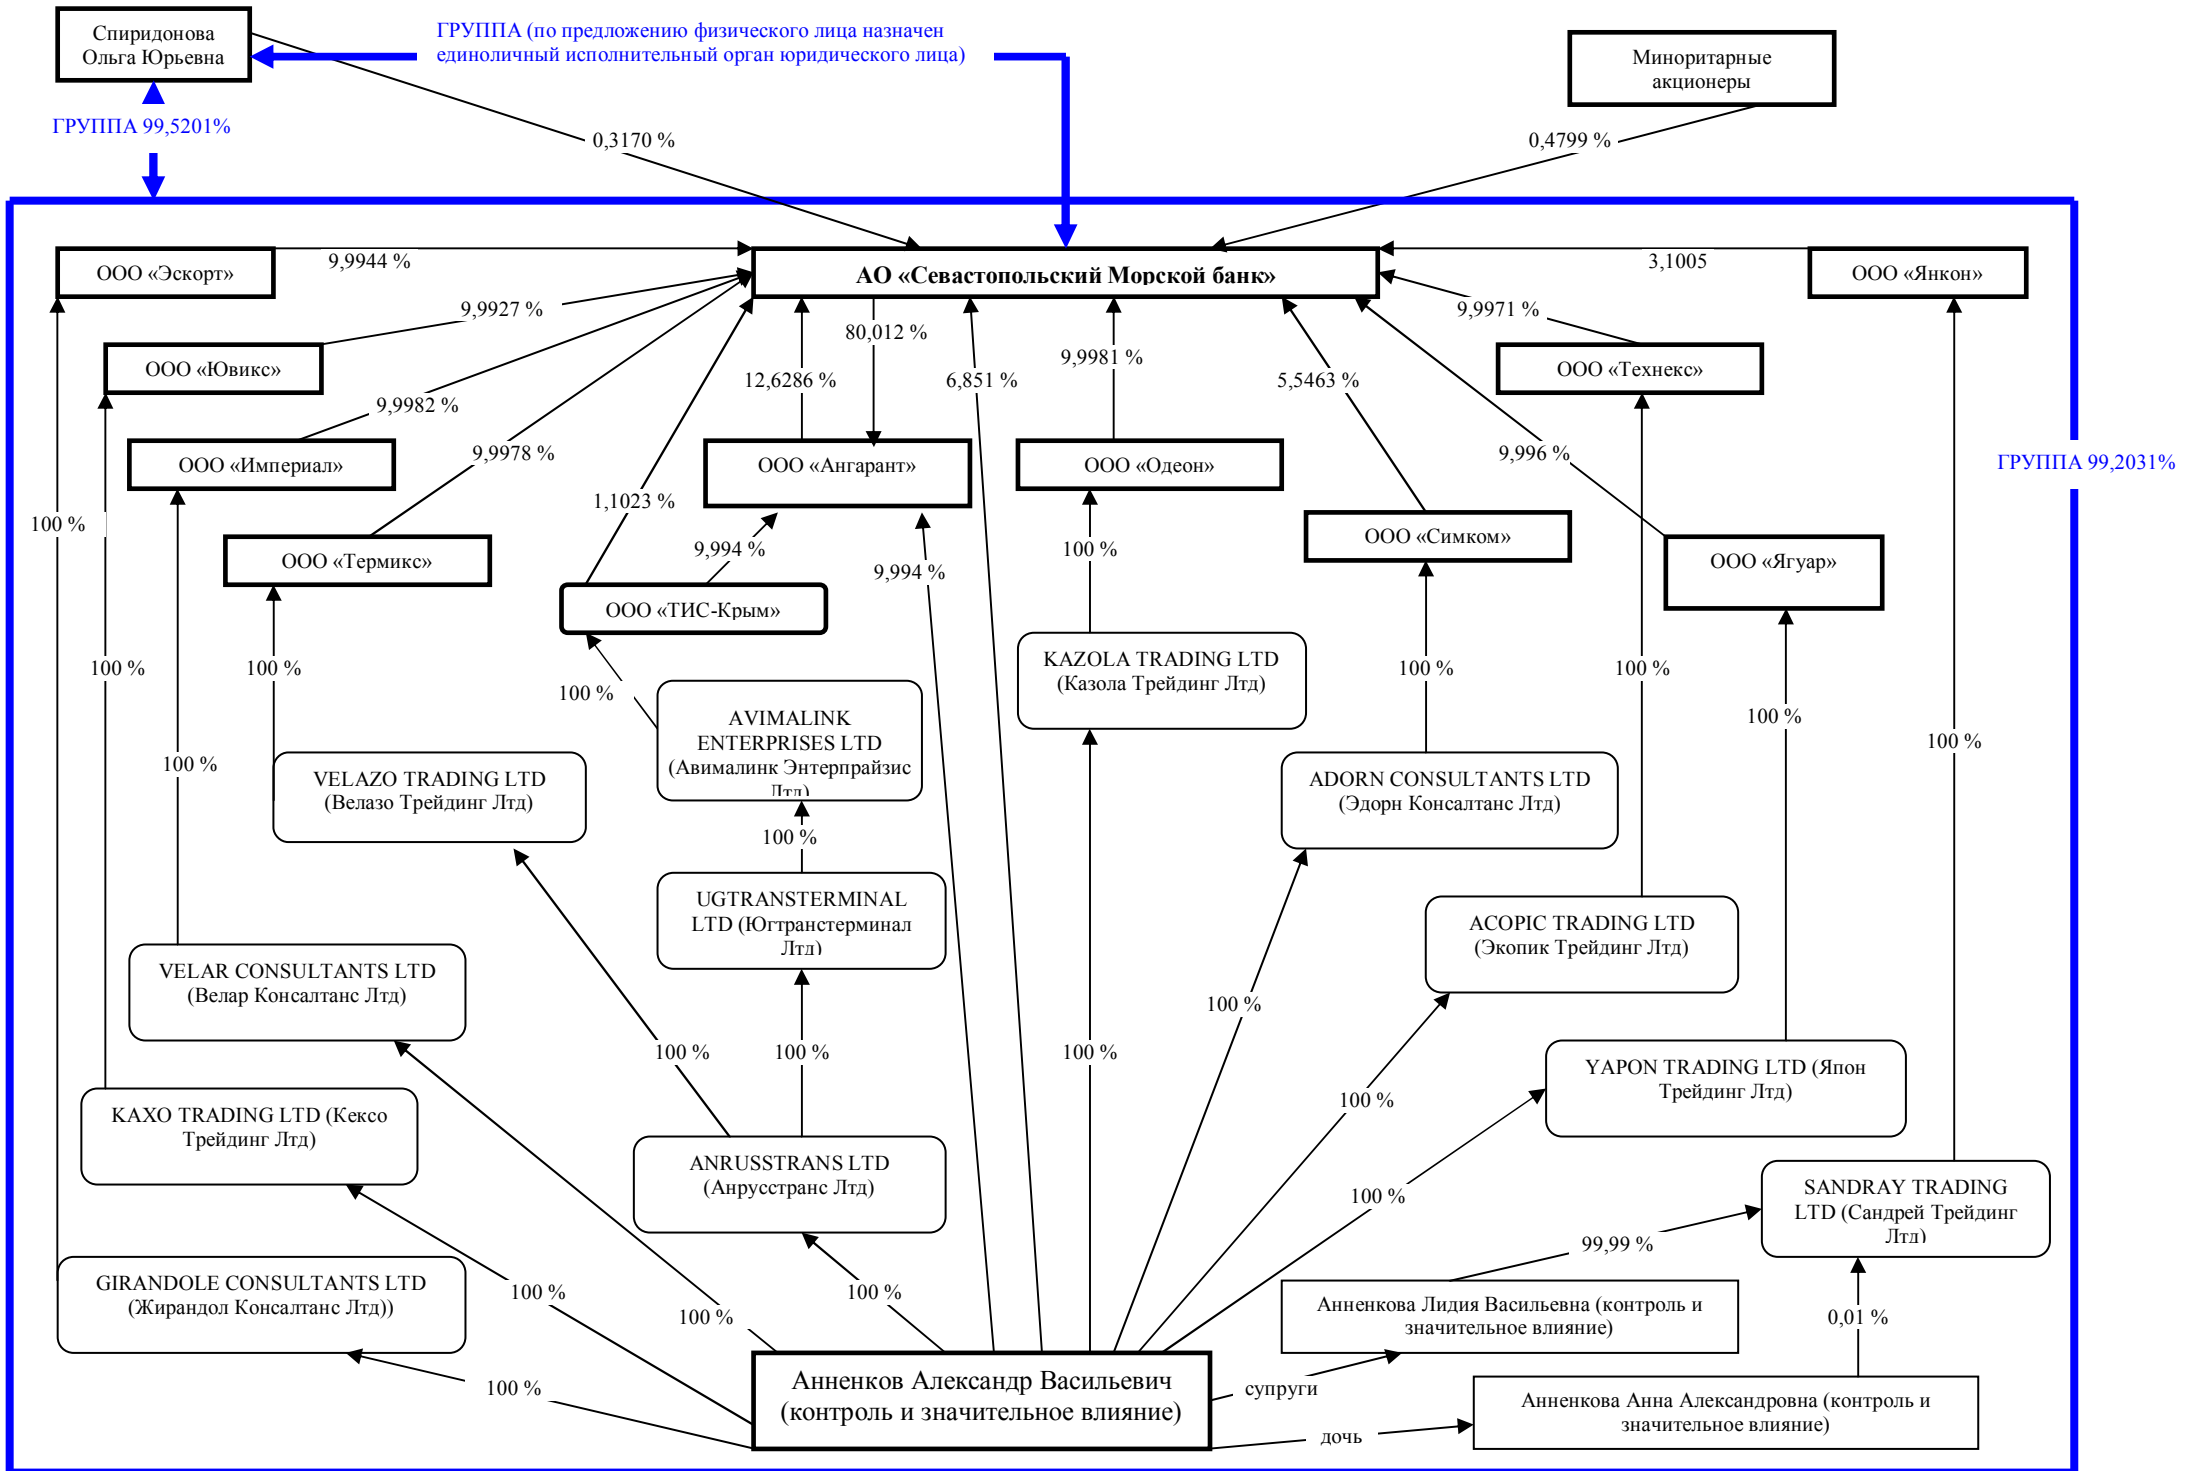 Спиридонова
Ольга Юрьевна
ГРУППА (по предложению физического лица назначен
единоличный исполнительный орган юридического лица)
Миноритарные
акционеры
ГРУППА 99,5201%
0,3170 %
0,4799 %
ООО «Эскорт»
9,9944 %
АО «Севастопольский Морской банк»
3,1005
ООО «Янкон»
9,9927 %
80,012 %
9,9971 %
ООО «Ювикс»
9,9981 %
ООО «Технекс»
12,6286 %
6,851 %
5,5463 %
9,9982 %
ООО «Империал»
9,9978 %
ООО «Ангарант»
ООО «Одеон»
9,996 %
ГРУППА 99,2031%
1,1023 %
100 %
ООО «Термикс»
9,994 %
9,994 %
100 %
ООО «Симком»
ООО «Ягуар»
ООО «ТИС-Крым»
100 %
100 %
100 %
KAZOLA TRADING LTD
(Казола Трейдинг Лтд)
100 %
100 %
100 %
AVIMALINK
ENTERPRISES LTD
(Авималинк Энтерпрайзис
Лтд)
100 %
100 %
100 %
VELAZO TRADING LTD
(Велазо Трейдинг Лтд)
ADORN CONSULTANTS LTD
(Эдорн Консалтанс Лтд)
100 %
UGTRANSTERMINAL
LTD (Югтранстерминал
Лтд)
ACOPIC TRADING LTD
(Экопик Трейдинг Лтд)
VELAR CONSULTANTS LTD
(Велар Консалтанс Лтд)
100 %
100 %
100 %
100 %
YAPON TRADING LTD (Япон
Трейдинг Лтд)
100 %
KAXO TRADING LTD (Кексо
Трейдинг Лтд)
ANRUSSTRANS LTD
(Анрусстранс Лтд)
100 %
SANDRAY TRADING
LTD (Сандрей Трейдинг
Лтд)
99,99 %
GIRANDOLE CONSULTANTS LTD
(Жирандол Консалтанс Лтд))
100 %
100 %
100 %
Анненкова Лидия Васильевна (контроль и
значительное влияние)
0,01 %
Анненков Александр Васильевич
(контроль и значительное влияние)
100 %
супруги
Анненкова Анна Александровна (контроль и
значительное влияние)
дочь